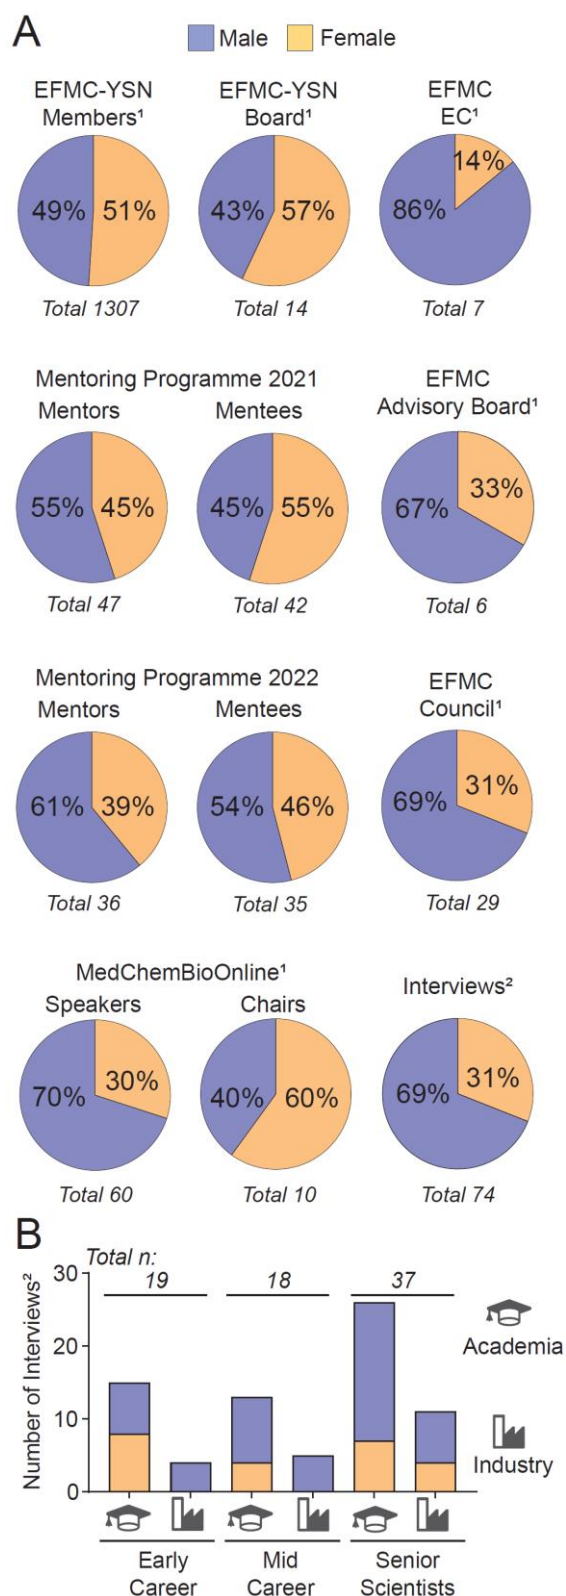 A
Male
Female
EFMC-YSN
Members¹
EFMC-YSN
Board¹
EFMC
EC¹
49%
51%
43%
57%
86%
14%
Total 1307
Total 14
Total 7
Mentoring Programme 2021
Mentors
Mentees
EFMC
Advisory Board¹
55%
45%
45%
55%
67%
33%
Total 47
Total 42
Total 6
Mentoring Programme 2022
Mentors
Mentees
EFMC
Council¹
61%
39%
54%
46%
69%
31%
Total 36
Total 35
Total 29
MedChemBioOnline¹
Speakers
Chairs
Interviews²
70%
30%
40%
60%
69%
31%
Total 60
Total 10
Total 74
B
Total n:
19
18
37
Number of Interviews²
30
20
10
0
Academia
Industry
Early
Career
Mid
Career
Senior
Scientists